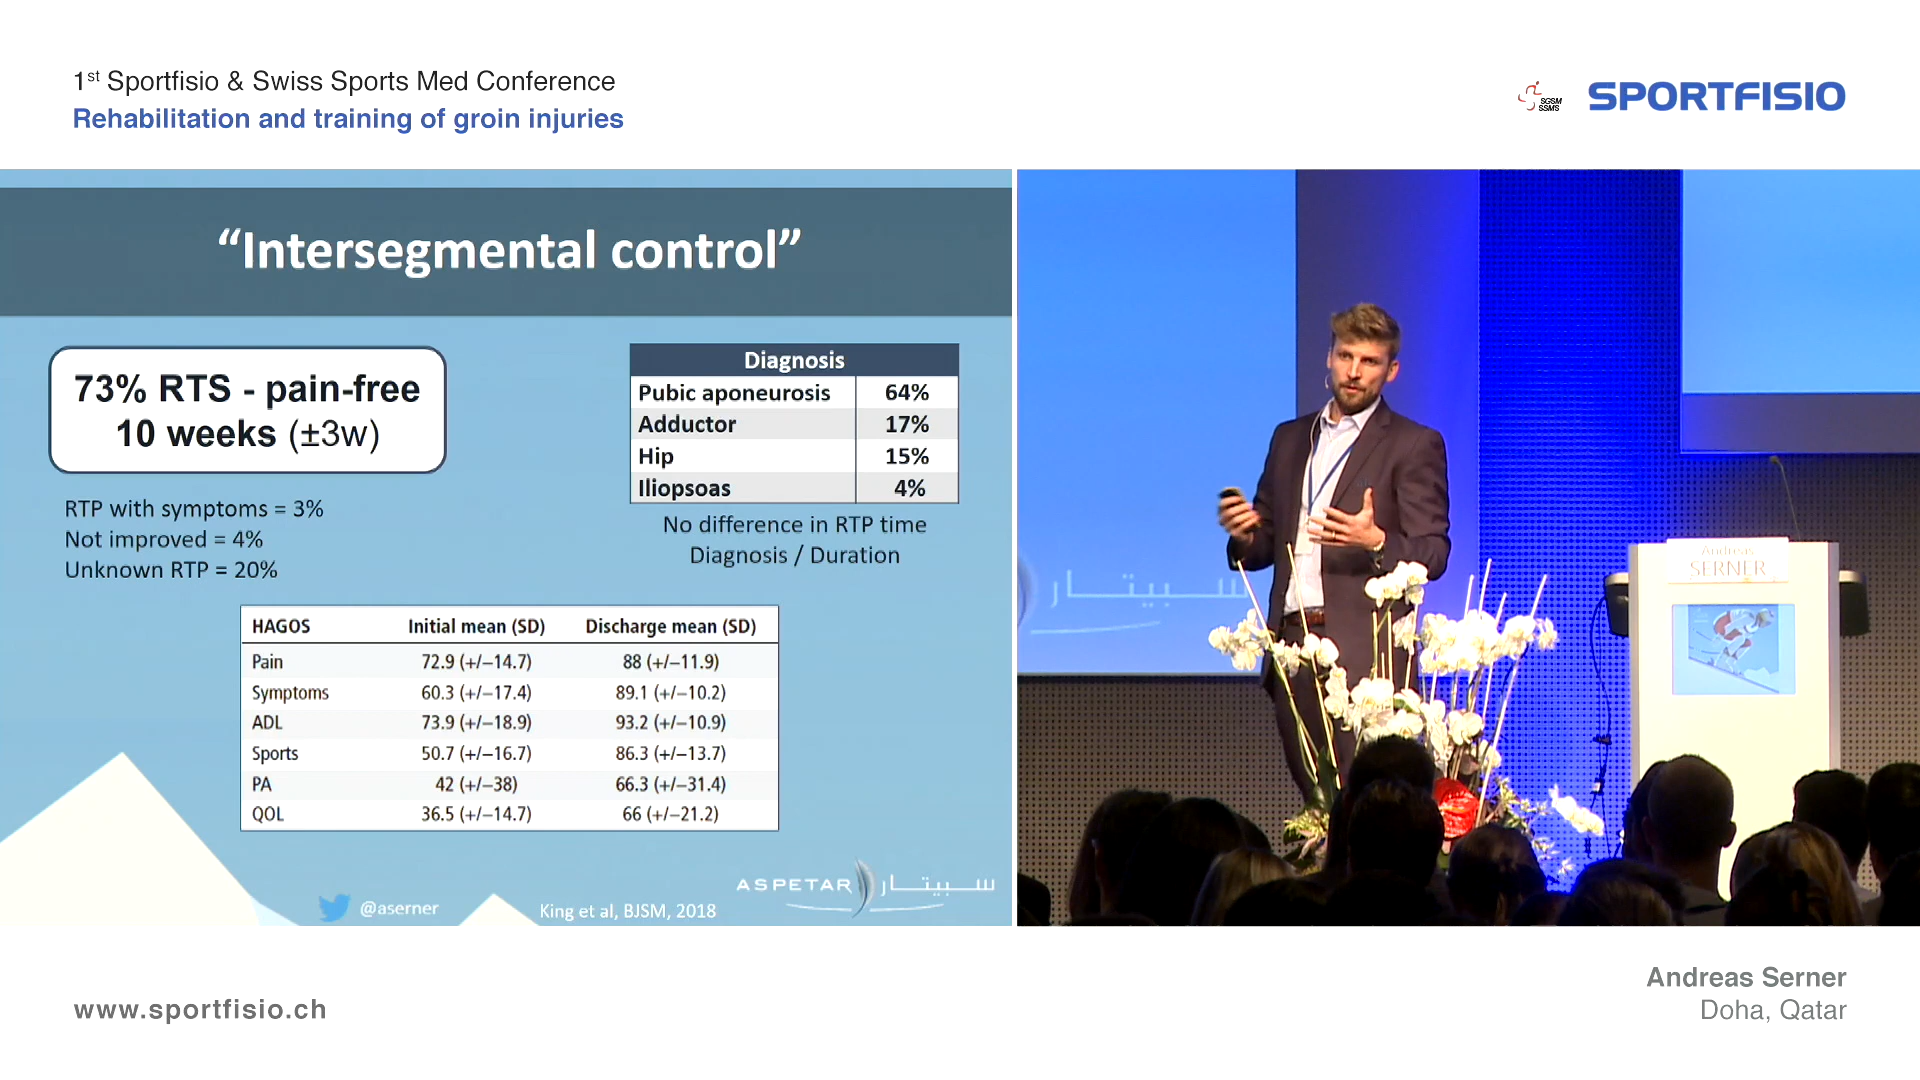 1st Sportfisio & Swiss Sports Med Conference
Rehabilitation and training of groin injuries
SGSM
SSMS
SPORTFISIO
“Intersegmental control”
73% RTS - pain-free
10 weeks (±3w)
RTP with symptoms = 3%
Not improved = 4%
Unknown RTP = 20%
Diagnosis
Pubic aponeurosis 64%
Adductor 17%
Hip 15%
Iliopsoas 4%
No difference in RTP time
Diagnosis / Duration
HAGOS Initial mean (SD) Discharge mean (SD)
Pain 72.9 (+/–14.7) 88 (+/–11.9)
Symptoms 60.3 (+/–17.4) 89.1 (+/–10.2)
ADL 73.9 (+/–18.9) 93.2 (+/–10.9)
Sports 50.7 (+/–16.7) 86.3 (+/–13.7)
PA 42 (+/–38) 66.3 (+/–31.4)
QOL 36.5 (+/–14.7) 66 (+/–21.2)
@aserner
King et al, BJSM, 2018
ASPETAR سبيتار
سبيتار
Andreas
SERNER
www.sportfisio.ch
Andreas Serner
Doha, Qatar